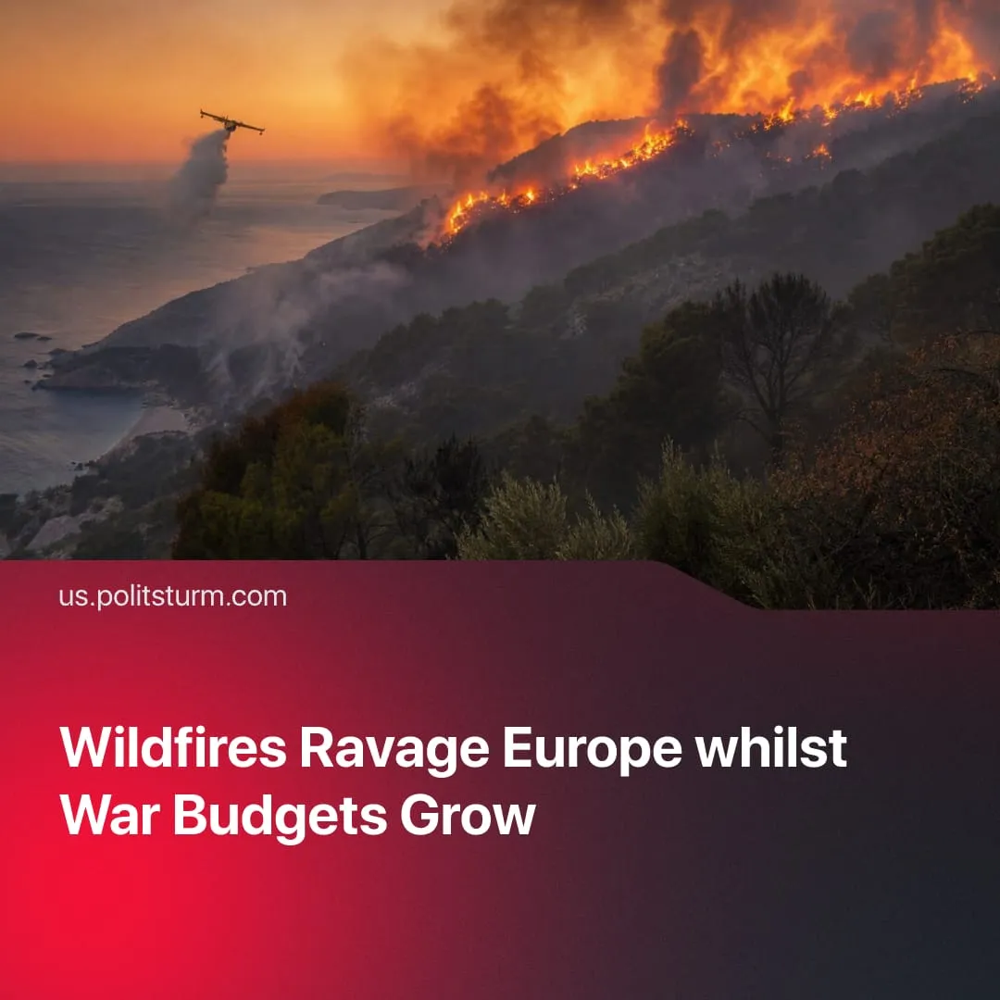 us.politsturm.com
Wildfires Ravage Europe whilst
War Budgets Grow